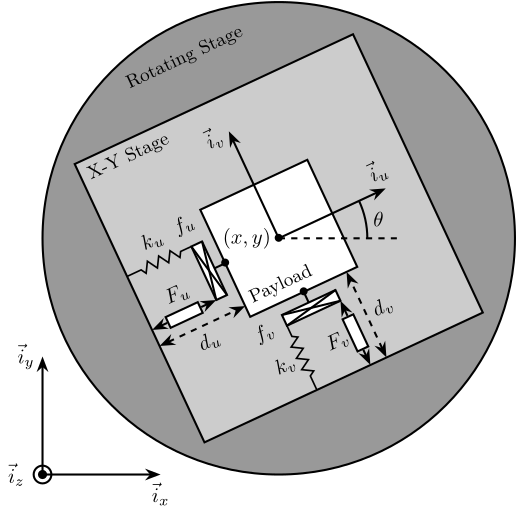 Rotating Stage
X-Y Stage
$\vec{i}_v$
$\vec{i}_u$
$\theta$
$(x, y)$
$k_u$
$f_u$
$F_u$
$d_u$
Payload
$f_v$
$k_v$
$F_v$
$d_v$
$\vec{i}_y$
$\vec{i}_z$
$\vec{i}_x$